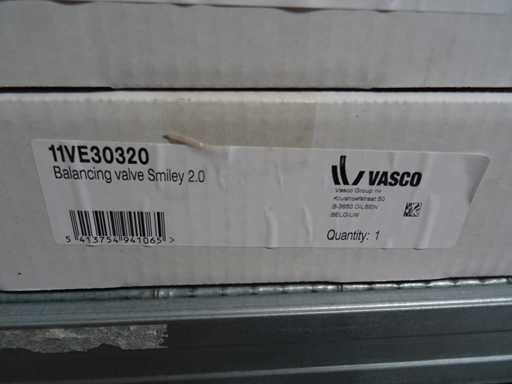 11VE30320
Balancing valve Smiley 2.0
5 413754 941065 >
VASCO
Vasco Group nv
Kruishoefstraat 50
B-3650 DILSEN
BELGIUM
Quantity: 1